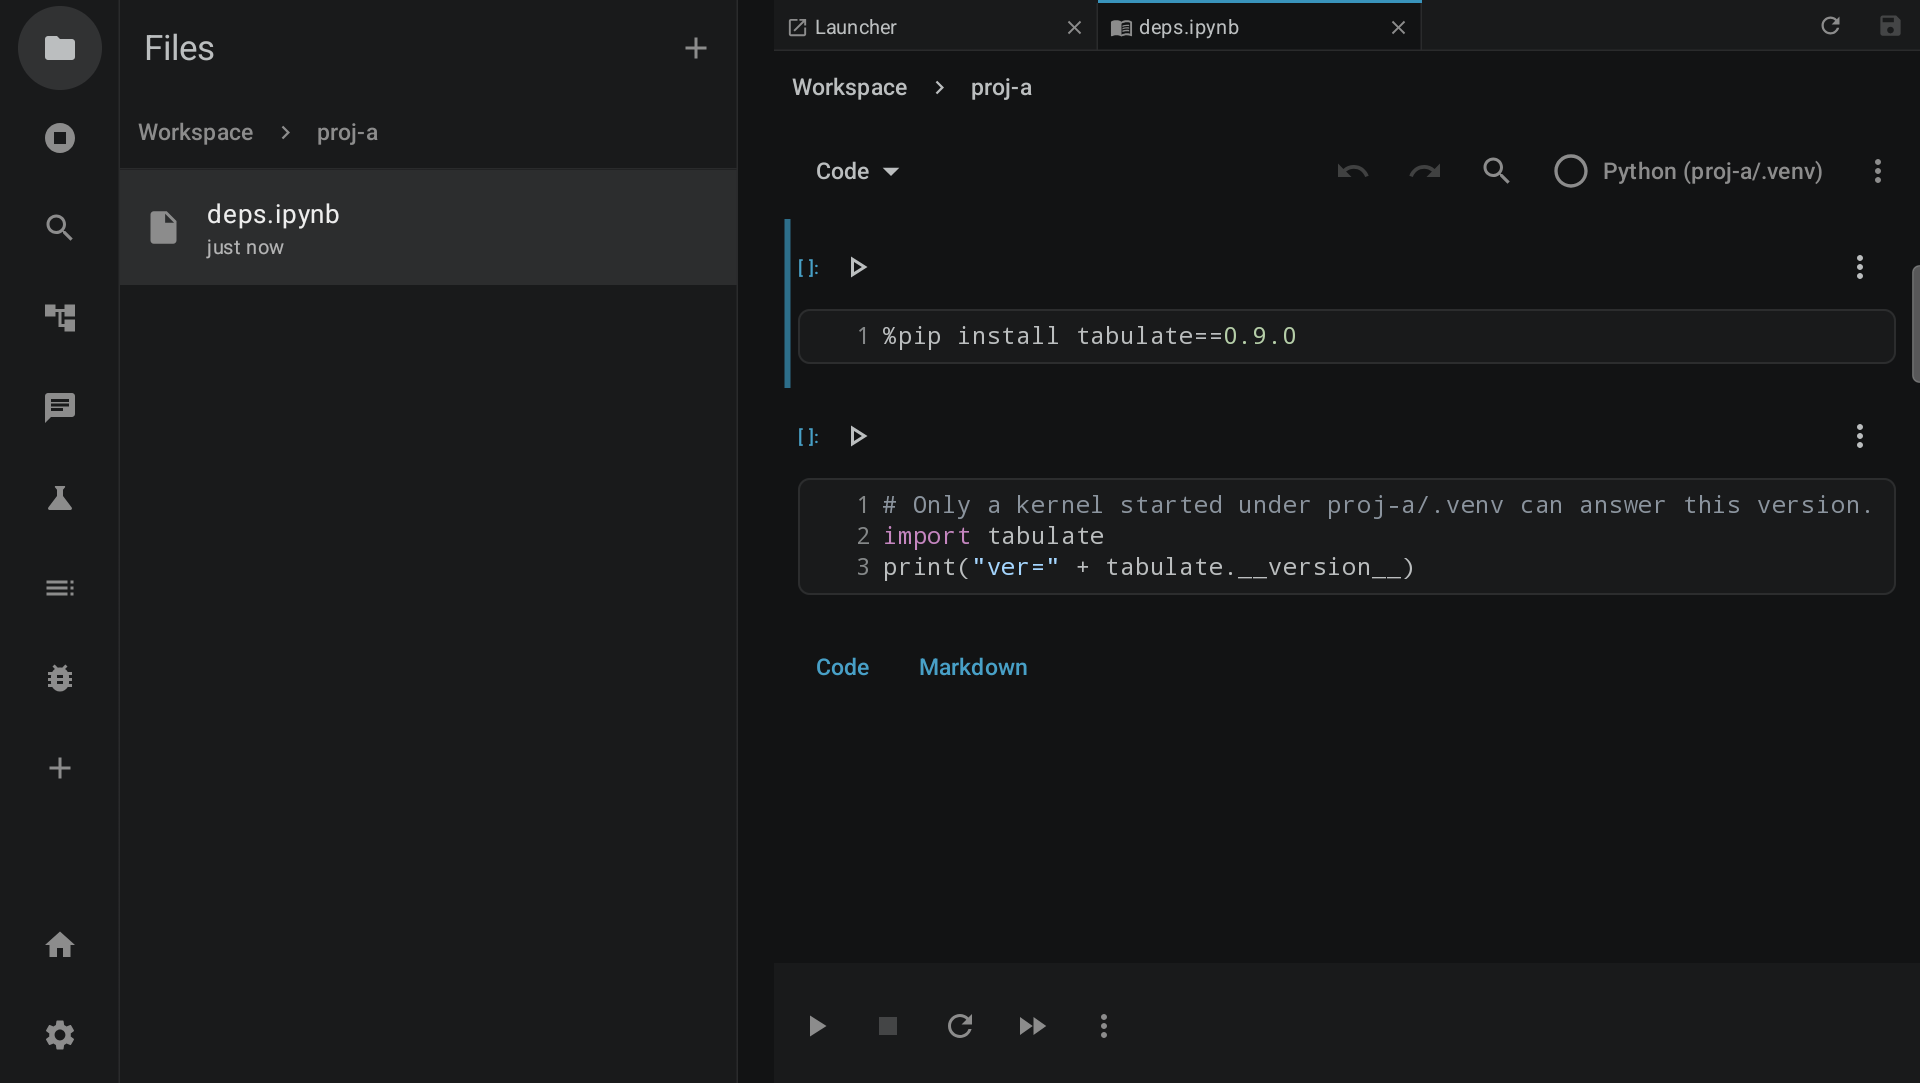 Files
Workspace > proj-a
deps.ipynb
just now
Launcher
deps.ipynb
Workspace > proj-a
Code
Python (proj-a/.venv)
[ ]:
1 %pip install tabulate==0.9.0
[ ]:
1 # Only a kernel started under proj-a/.venv can answer this version.
2 import tabulate
3 print("ver=" + tabulate.__version__)
Code Markdown